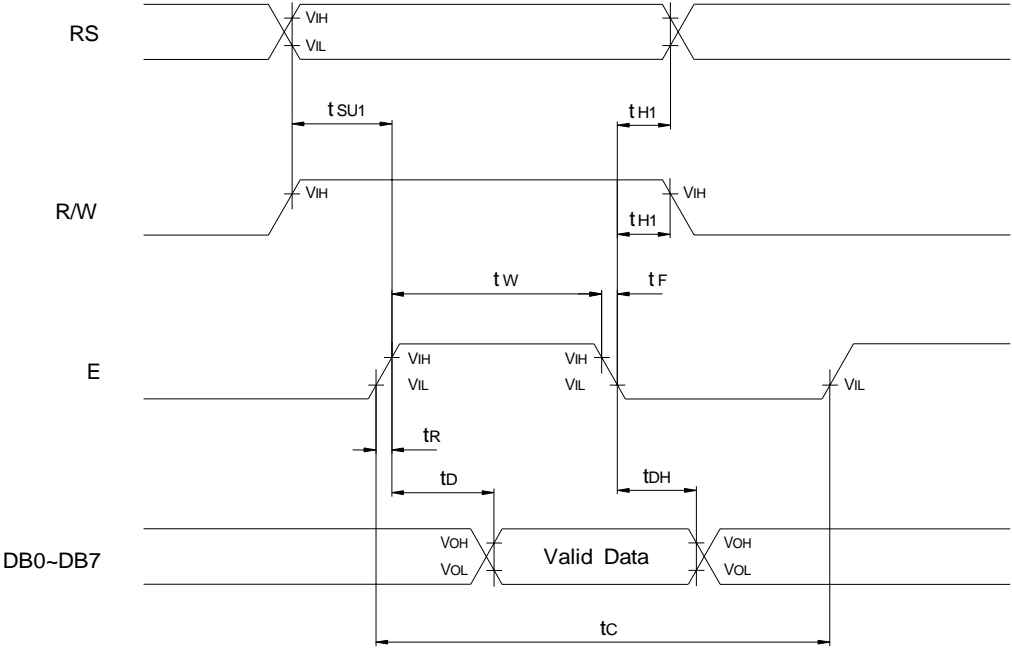 RS
VIH
VIL
tSU1
tH1
R/W
VIH
VIH
tH1
tW
tF
E
VIH
VIH
VIL
VIL
VIL
tR
tD
tDH
DB0~DB7
VOH
VOL
Valid Data
VOH
VOL
tC